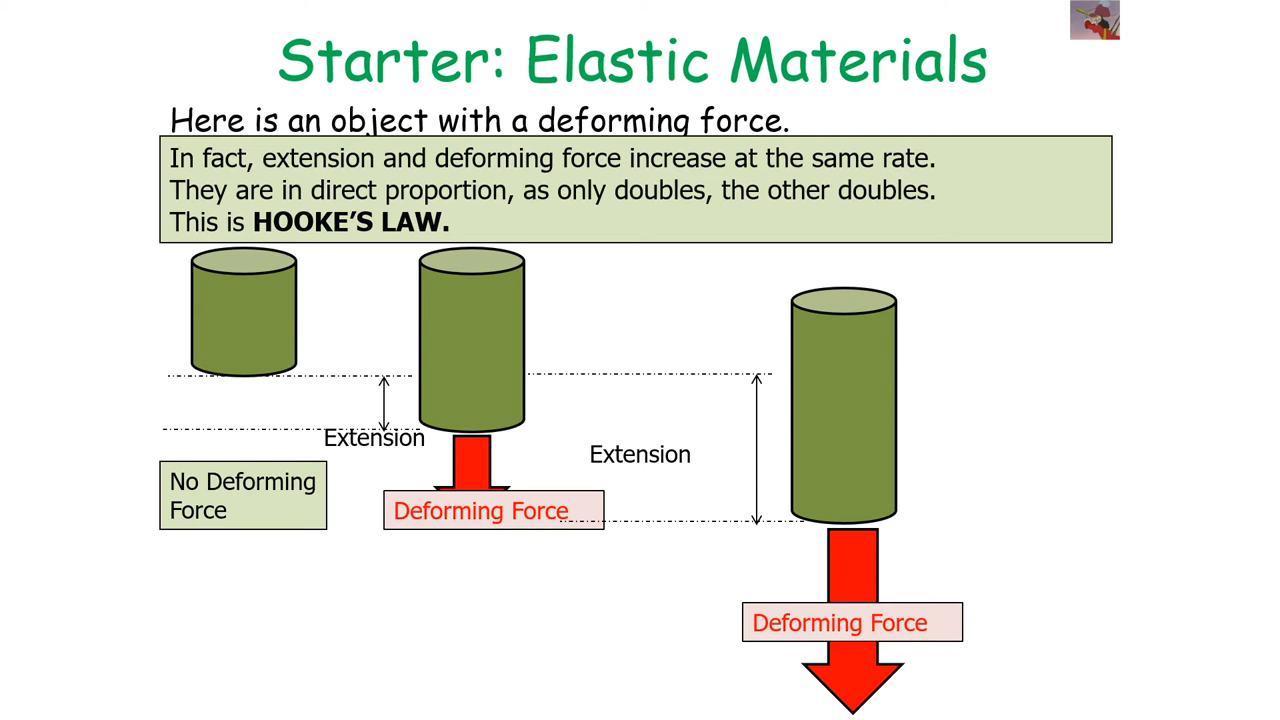 Starter: Elastic Materials
Here is an object with a deforming force.
In fact, extension and deforming force increase at the same rate.
They are in direct proportion, as only doubles, the other doubles.
This is HOOKE’S LAW.
Extension
Extension
No Deforming
Force
Deforming Force
Deforming Force